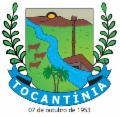 TOCANTÍNIA
07 de outubro de 1953